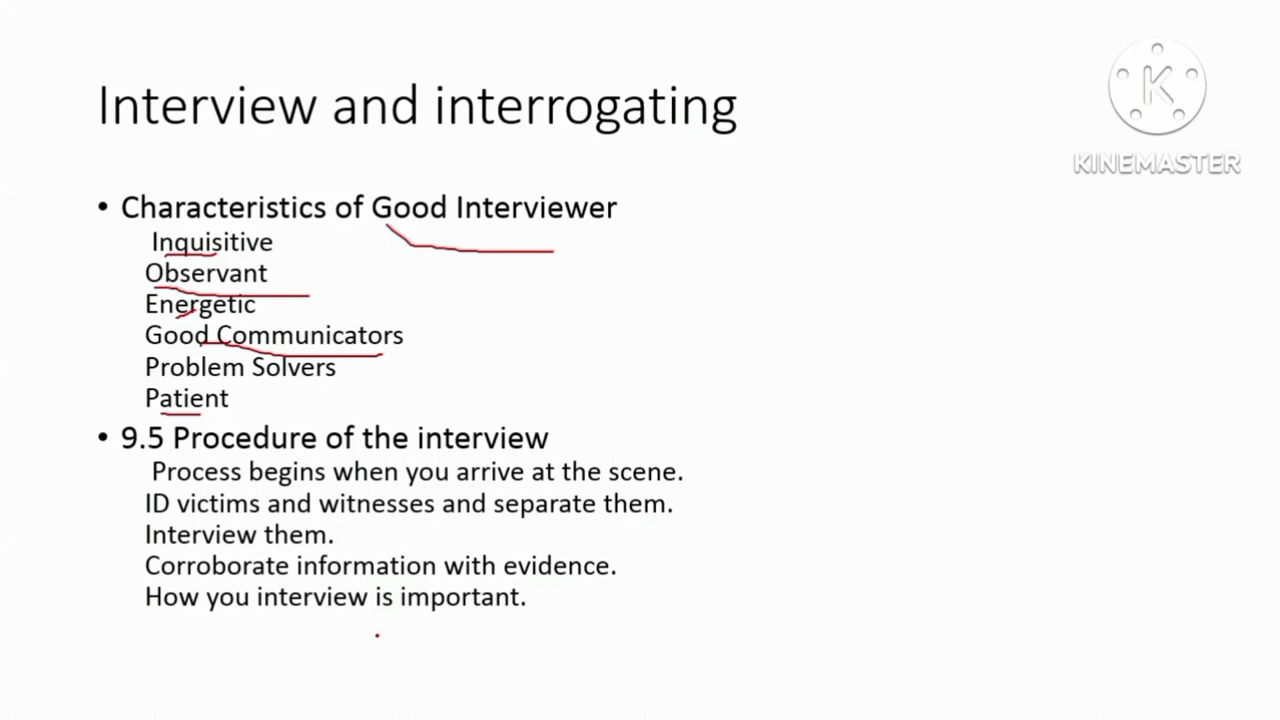 Interview and interrogating
K
KINEMASTER
• Characteristics of Good Interviewer
Inquisitive
Observant
Energetic
Good Communicators
Problem Solvers
Patient
• 9.5 Procedure of the interview
Process begins when you arrive at the scene.
ID victims and witnesses and separate them.
Interview them.
Corroborate information with evidence.
How you interview is important.